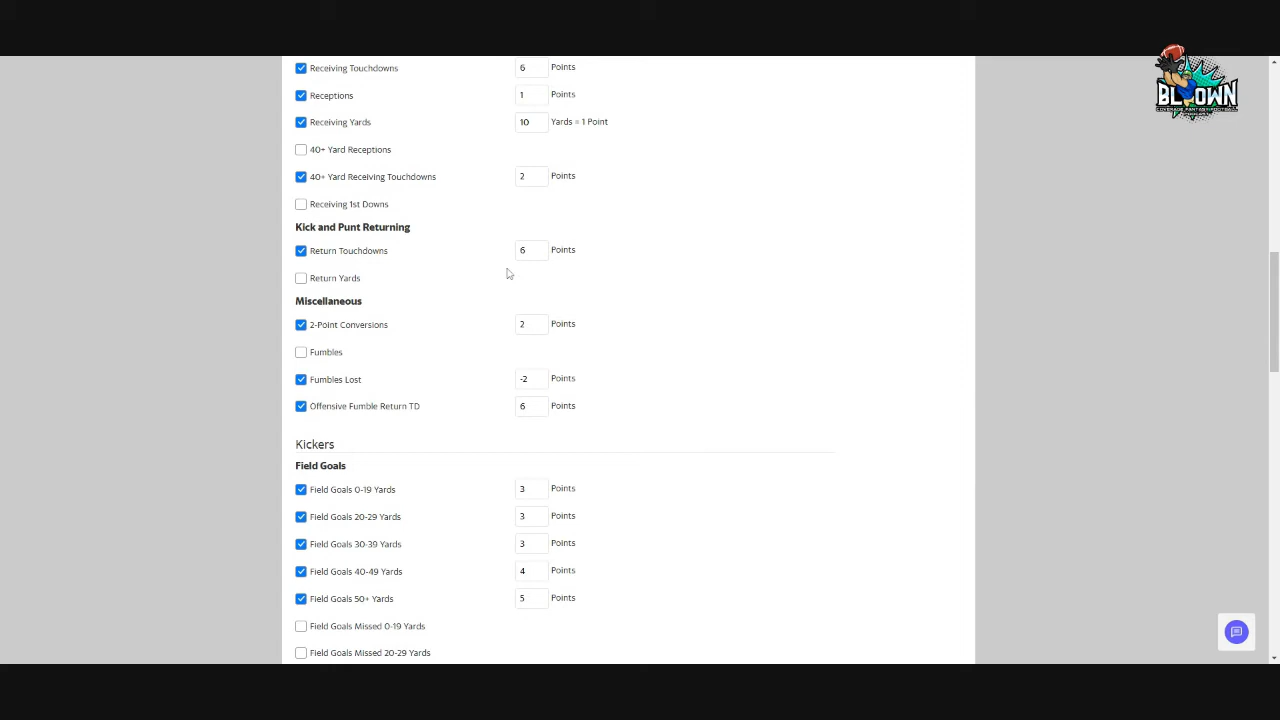 BLOWN
COVERAGE FANTASY FOOTBALL
PODCAST
Receiving Touchdowns 6 Points
Receptions 1 Points
Receiving Yards 10 Yards = 1 Point
40+ Yard Receptions
40+ Yard Receiving Touchdowns 2 Points
Receiving 1st Downs
Kick and Punt Returning
Return Touchdowns 6 Points
Return Yards
Miscellaneous
2-Point Conversions 2 Points
Fumbles
Fumbles Lost -2 Points
Offensive Fumble Return TD 6 Points
Kickers
Field Goals
Field Goals 0-19 Yards 3 Points
Field Goals 20-29 Yards 3 Points
Field Goals 30-39 Yards 3 Points
Field Goals 40-49 Yards 4 Points
Field Goals 50+ Yards 5 Points
Field Goals Missed 0-19 Yards
Field Goals Missed 20-29 Yards